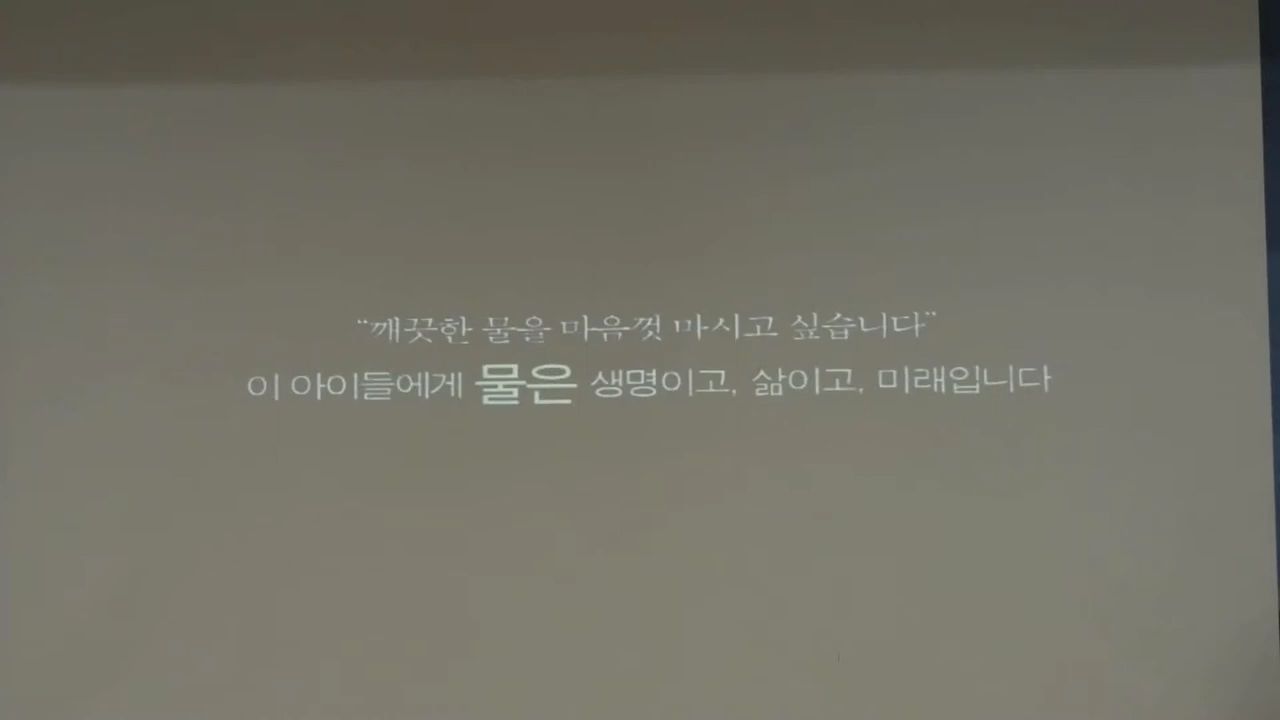 “깨끗한 물을 마음껏 마시고 싶습니다”
이 아이들에게 물은 생명이고, 삶이고, 미래입니다